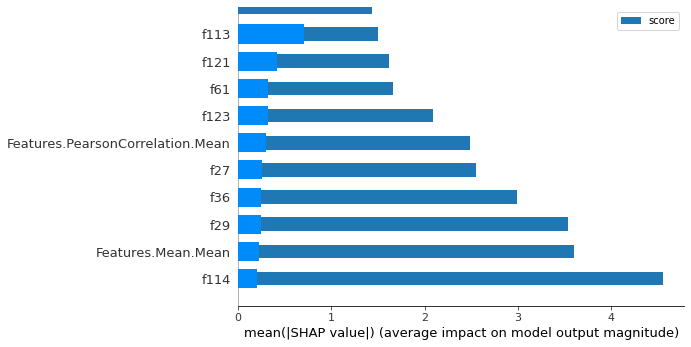 score
f113
f121
f61
f123
Features.PearsonCorrelation.Mean
f27
f36
f29
Features.Mean.Mean
f114
0 1 2 3 4
mean(|SHAP value|) (average impact on model output magnitude)